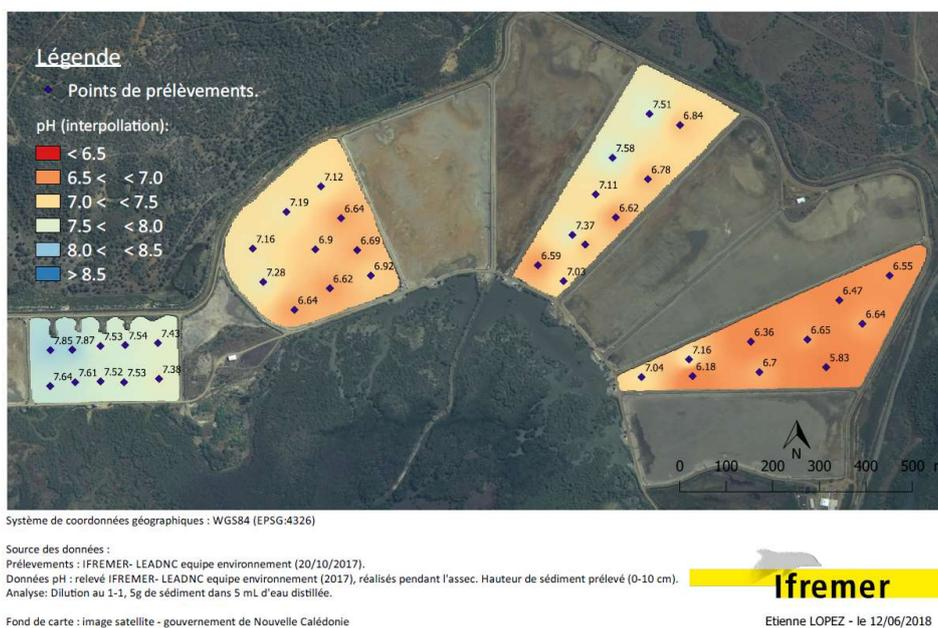 Légende
Points de prélèvements.
pH (interpollation):
< 6.5
6.5 < < 7.0
7.0 < < 7.5
7.5 < < 8.0
8.0 < < 8.5
> 8.5
7.51
6.84
7.58
6.78
7.11
6.62
7.37
6.59
7.03
7.12
7.19
6.64
7.16
6.9
6.69
7.28
6.62
6.92
6.64
6.55
6.47
6.64
6.36
6.65
7.16
7.04
6.18
6.7
5.83
7.85
7.87
7.53
7.54
7.43
7.64
7.61
7.52
7.53
7.38
N
0 100 200 300 400 500 m
Système de coordonnées géographiques : WGS84 (EPSG:4326)
Source des données :
Prélevements : IFREMER- LEADNC equipe environnement (20/10/2017).
Données pH : relevé IFREMER- LEADNC equipe environnement (2017), réalisés pendant l'assec. Hauteur de sédiment prélevé (0-10 cm).
Analyse: Dilution au 1-1, 5g de sédiment dans 5 mL d'eau distillée.
Ifremer
Fond de carte : image satellite - gouvernement de Nouvelle Calédonie
Etienne LOPEZ - le 12/06/2018